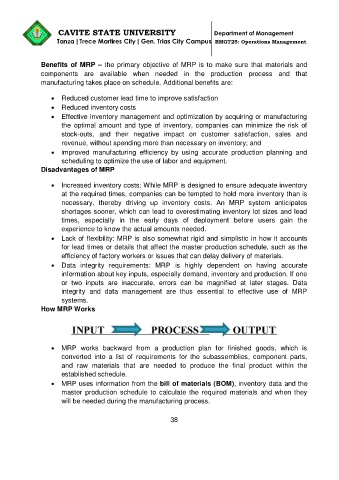 CAVITE STATE UNIVERSITY Department of Management
Tanza | Trece Martires City | Gen. Trias City Campus BMGT25: Operations Management
Benefits of MRP – the primary objective of MRP is to make sure that materials and
components are available when needed in the production process and that
manufacturing takes place on schedule. Additional benefits are:
• Reduced customer lead time to improve satisfaction
• Reduced inventory costs
• Effective inventory management and optimization by acquiring or manufacturing
the optimal amount and type of inventory, companies can minimize the risk of
stock-outs, and their negative impact on customer satisfaction, sales and
revenue, without spending more than necessary on inventory; and
• improved manufacturing efficiency by using accurate production planning and
scheduling to optimize the use of labor and equipment.
Disadvantages of MRP
• Increased inventory costs: While MRP is designed to ensure adequate inventory
at the required times, companies can be tempted to hold more inventory than is
necessary, thereby driving up inventory costs. An MRP system anticipates
shortages sooner, which can lead to overestimating inventory lot sizes and lead
times, especially in the early days of deployment before users gain the
experience to know the actual amounts needed.
• Lack of flexibility: MRP is also somewhat rigid and simplistic in how it accounts
for lead times or details that affect the master production schedule, such as the
efficiency of factory workers or issues that can delay delivery of materials.
• Data integrity requirements: MRP is highly dependent on having accurate
information about key inputs, especially demand, inventory and production. If one
or two inputs are inaccurate, errors can be magnified at later stages. Data
integrity and data management are thus essential to effective use of MRP
systems.
How MRP Works
INPUT PROCESS OUTPUT
• MRP works backward from a production plan for finished goods, which is
converted into a list of requirements for the subassemblies, component parts,
and raw materials that are needed to produce the final product within the
established schedule.
• MRP uses information from the bill of materials (BOM), inventory data and the
master production schedule to calculate the required materials and when they
will be needed during the manufacturing process.
38